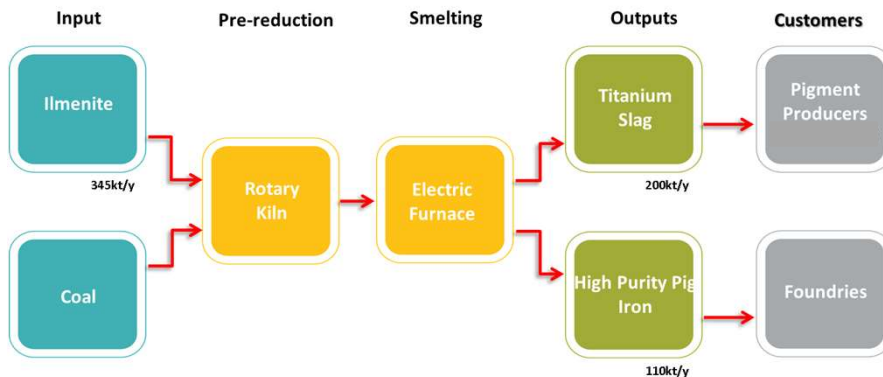 Input
Pre-reduction
Smelting
Outputs
Customers
Ilmenite
345kt/y
Coal
Rotary
Kiln
Electric
Furnace
Titanium
Slag
200kt/y
High Purity Pig
Iron
110kt/y
Pigment
Producers
Foundries